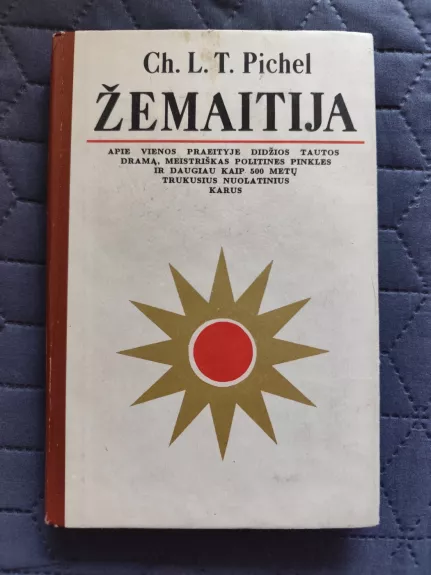 Ch. L. T. Pichel
ŽEMAITIJA
APIE VIENOS PRAEITYJE DIDŽIOS TAUTOS
DRAMĄ, MEISTRIŠKAS POLITINES PINKLES
IR DAUGIAU KAIP 500 METŲ
TRUKUSIUS NUOLATINIUS
KARUS